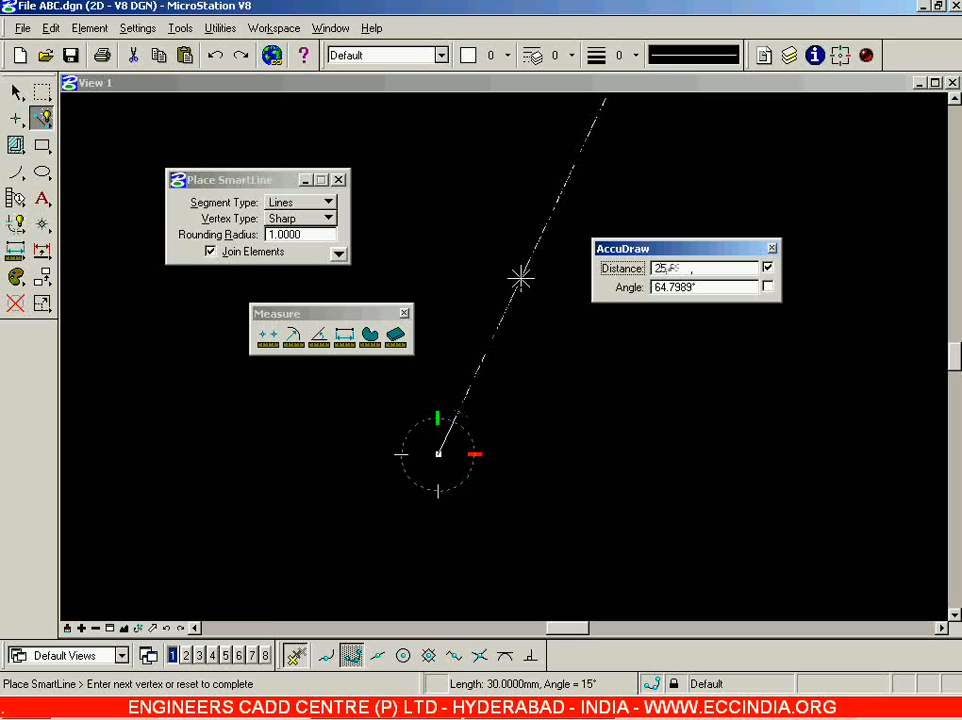 File ABC.dgn (2D - V8 DGN) - MicroStation V8
File Edit Element Settings Tools Utilities Workspace Window Help
Default 0 0 0
View 1
Place SmartLine
Segment Type: Lines
Vertex Type: Sharp
Rounding Radius: 1.0000
Join Elements
AccuDraw
Distance:
Angle: 64.7989°
Measure
Default Views 1 2 3 4 5 6 7 8
Place SmartLine > Enter next vertex or reset to complete Length: 30.0000mm, Angle = 15° Default
ENGINEERS CADD CENTRE (P) LTD - HYDERABAD - INDIA - WWW.ECCINDIA.ORG